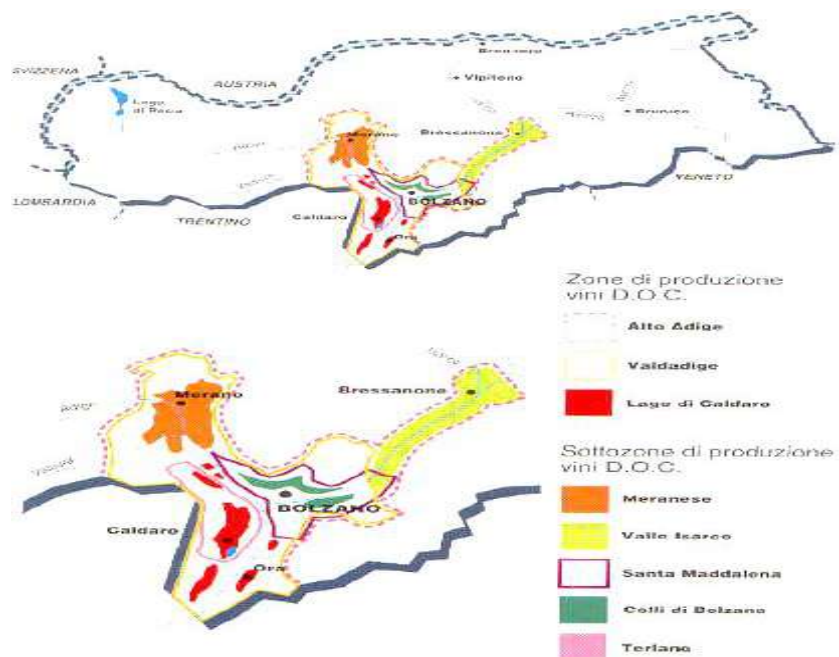 Brennero
SVIZZERA
AUSTRIA
Vipiteno
Lago
di Resia
Brunico
Merano
Bressanone
LOMBARDIA
TRENTINO
Caldaro
BOLZANO
VENETO
Ora
Zone di produzione
vini D.O.C.
Alto Adige
Valdadige
Lago di Caldaro
Merano
Bressanone
BOLZANO
Caldaro
Ora
Sottozone di produzione
vini D.O.C.
Meranese
Valle Isarco
Santa Maddalena
Colli di Bolzano
Terlano